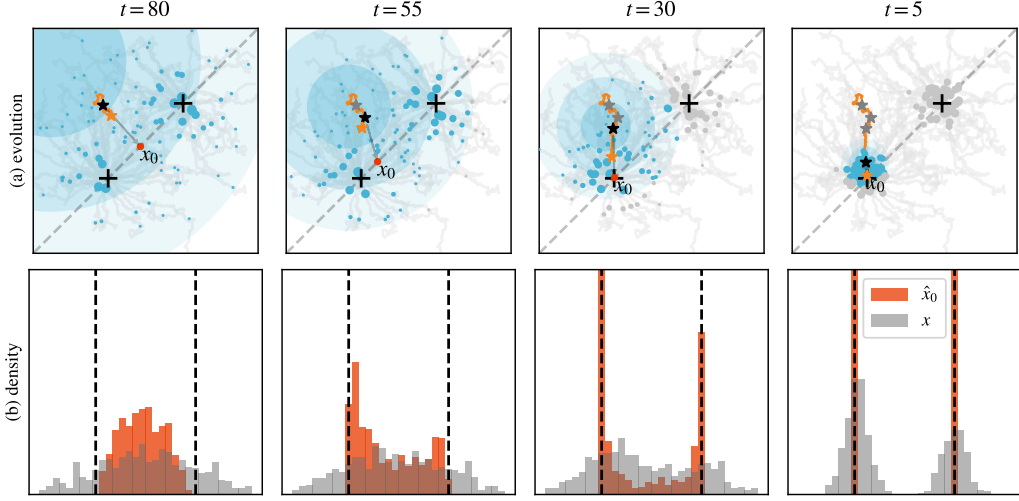 t = 80
t = 55
t = 30
t = 5
(a) evolution
x₀
x₀
x₀
x₀
(b) density
x̂₀
x